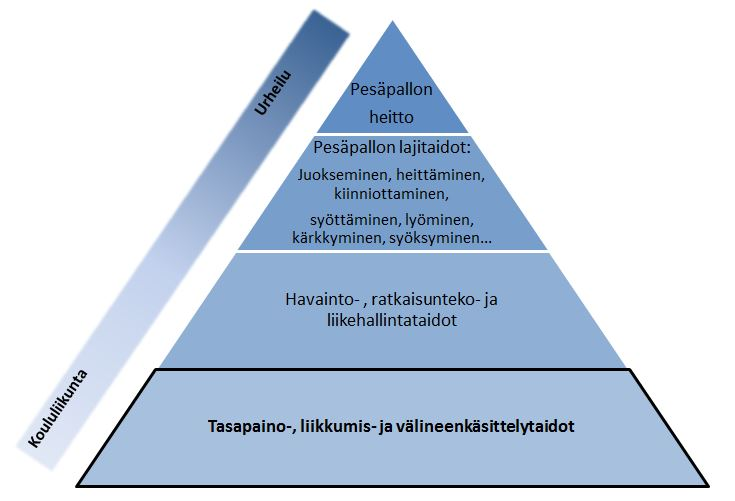 Urheilu
Koululiikunta
Pesäpallon
heitto
Pesäpallon lajitaidot:
Juokseminen, heittäminen,
kiinniottaminen,
syöttäminen, lyöminen,
kärkkyminen, syöksyminen...
Havainto- , ratkaisunteko- ja
liikehallintataidot
Tasapaino-, liikkumis- ja välineenkäsittelytaidot